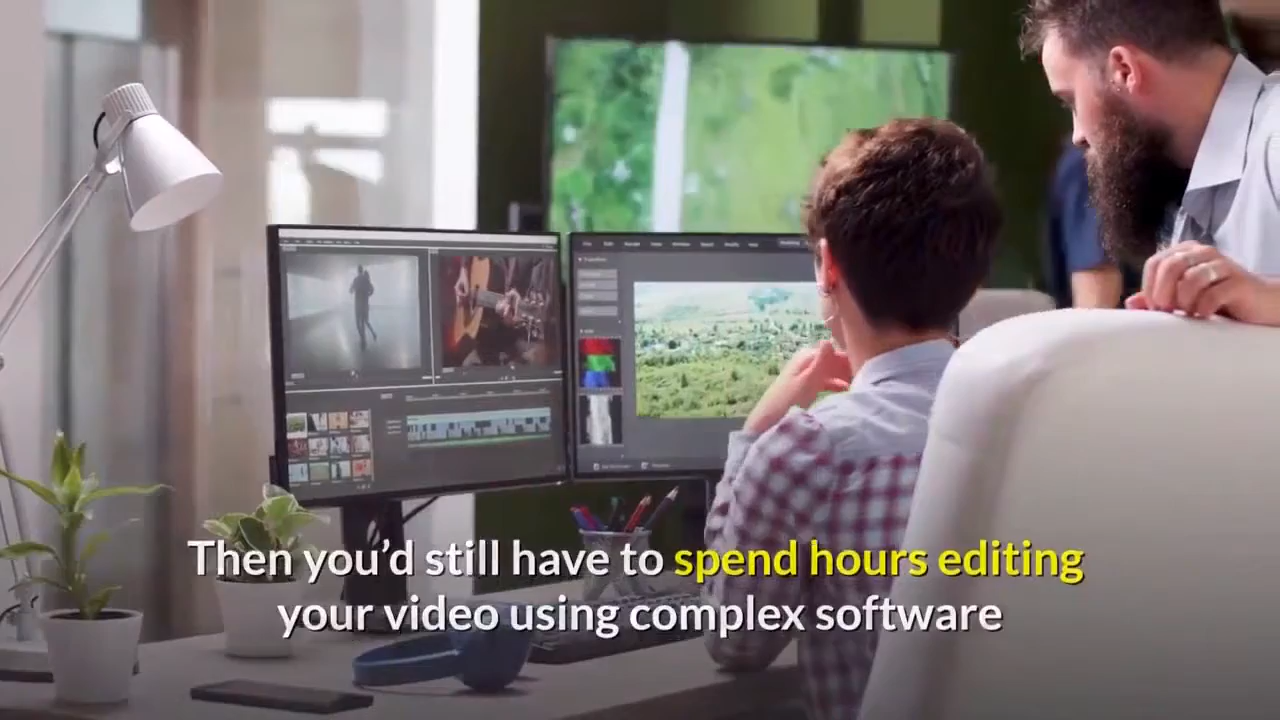 Then you’d still have to spend hours editing
your video using complex software